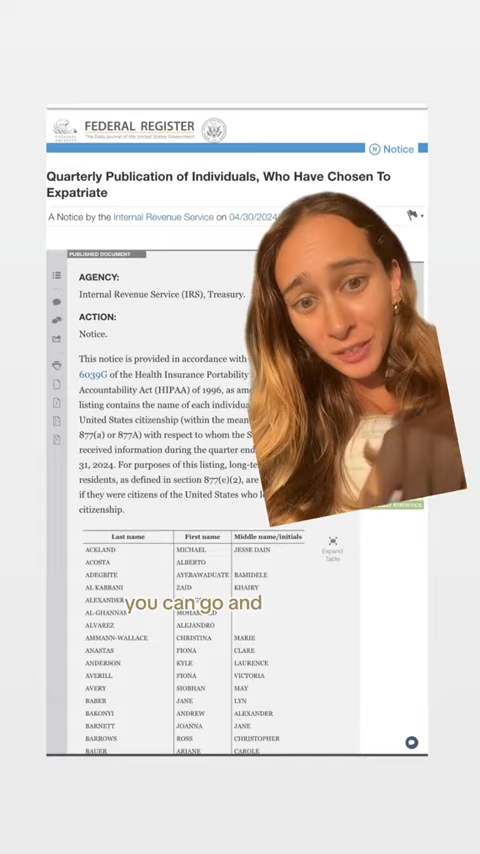 FEDERAL REGISTER
The Daily Journal of the United States Government
NATIONAL ARCHIVES
N Notice
Quarterly Publication of Individuals, Who Have Chosen To
Expatriate
A Notice by the Internal Revenue Service on 04/30/2024
PUBLISHED DOCUMENT
AGENCY:
Internal Revenue Service (IRS), Treasury.
ACTION:
Notice.
This notice is provided in accordance with
6039G of the Health Insurance Portability
Accountability Act (HIPAA) of 1996, as
listing contains the name of each
United States citizenship (within the
877(a) or 877A) with respect to whom the
received information during the quarter
31, 2024. For purposes of this listing,
residents, as defined in section 877(e)(2), are
if they were citizens of the United States who
citizenship.
Last name First name Middle name/initials
Expand
Table
ACKLAND MICHAEL JESSE DAIN
ACOSTA ALBERTO
ADEGBITE AYEBAWADUATE BAMIDELE
AL KABBANI ZAID KHAIRY
ALEXANDER
you can go and
AL-GHANNAM
ALVAREZ ALEJANDRO
AMMANN-WALLACE CHRISTINA MARIE
ANASTAS FIONA CLARE
ANDERSON KYLE LAURENCE
AVERILL FIONA VICTORIA
AVERY SIOBHAN MAY
BABER JANE LYN
BAKONYI ANDREW ALEXANDER
BARNETT JOANNA JANE
BARROWS ROSS CHRISTOPHER
BAUER ARIANE CAROLE